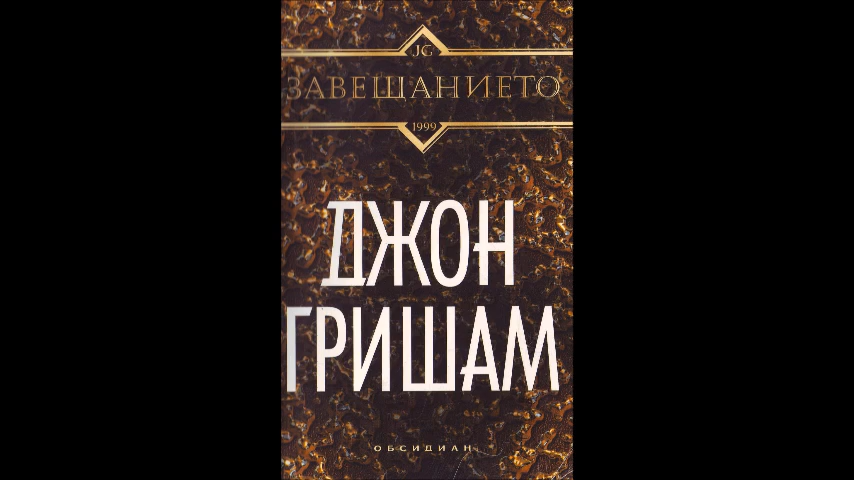 JG
ЗАВЕЩАНИЕТО
1999
ДЖОН
ГРИШАМ
ОБСИДИАН